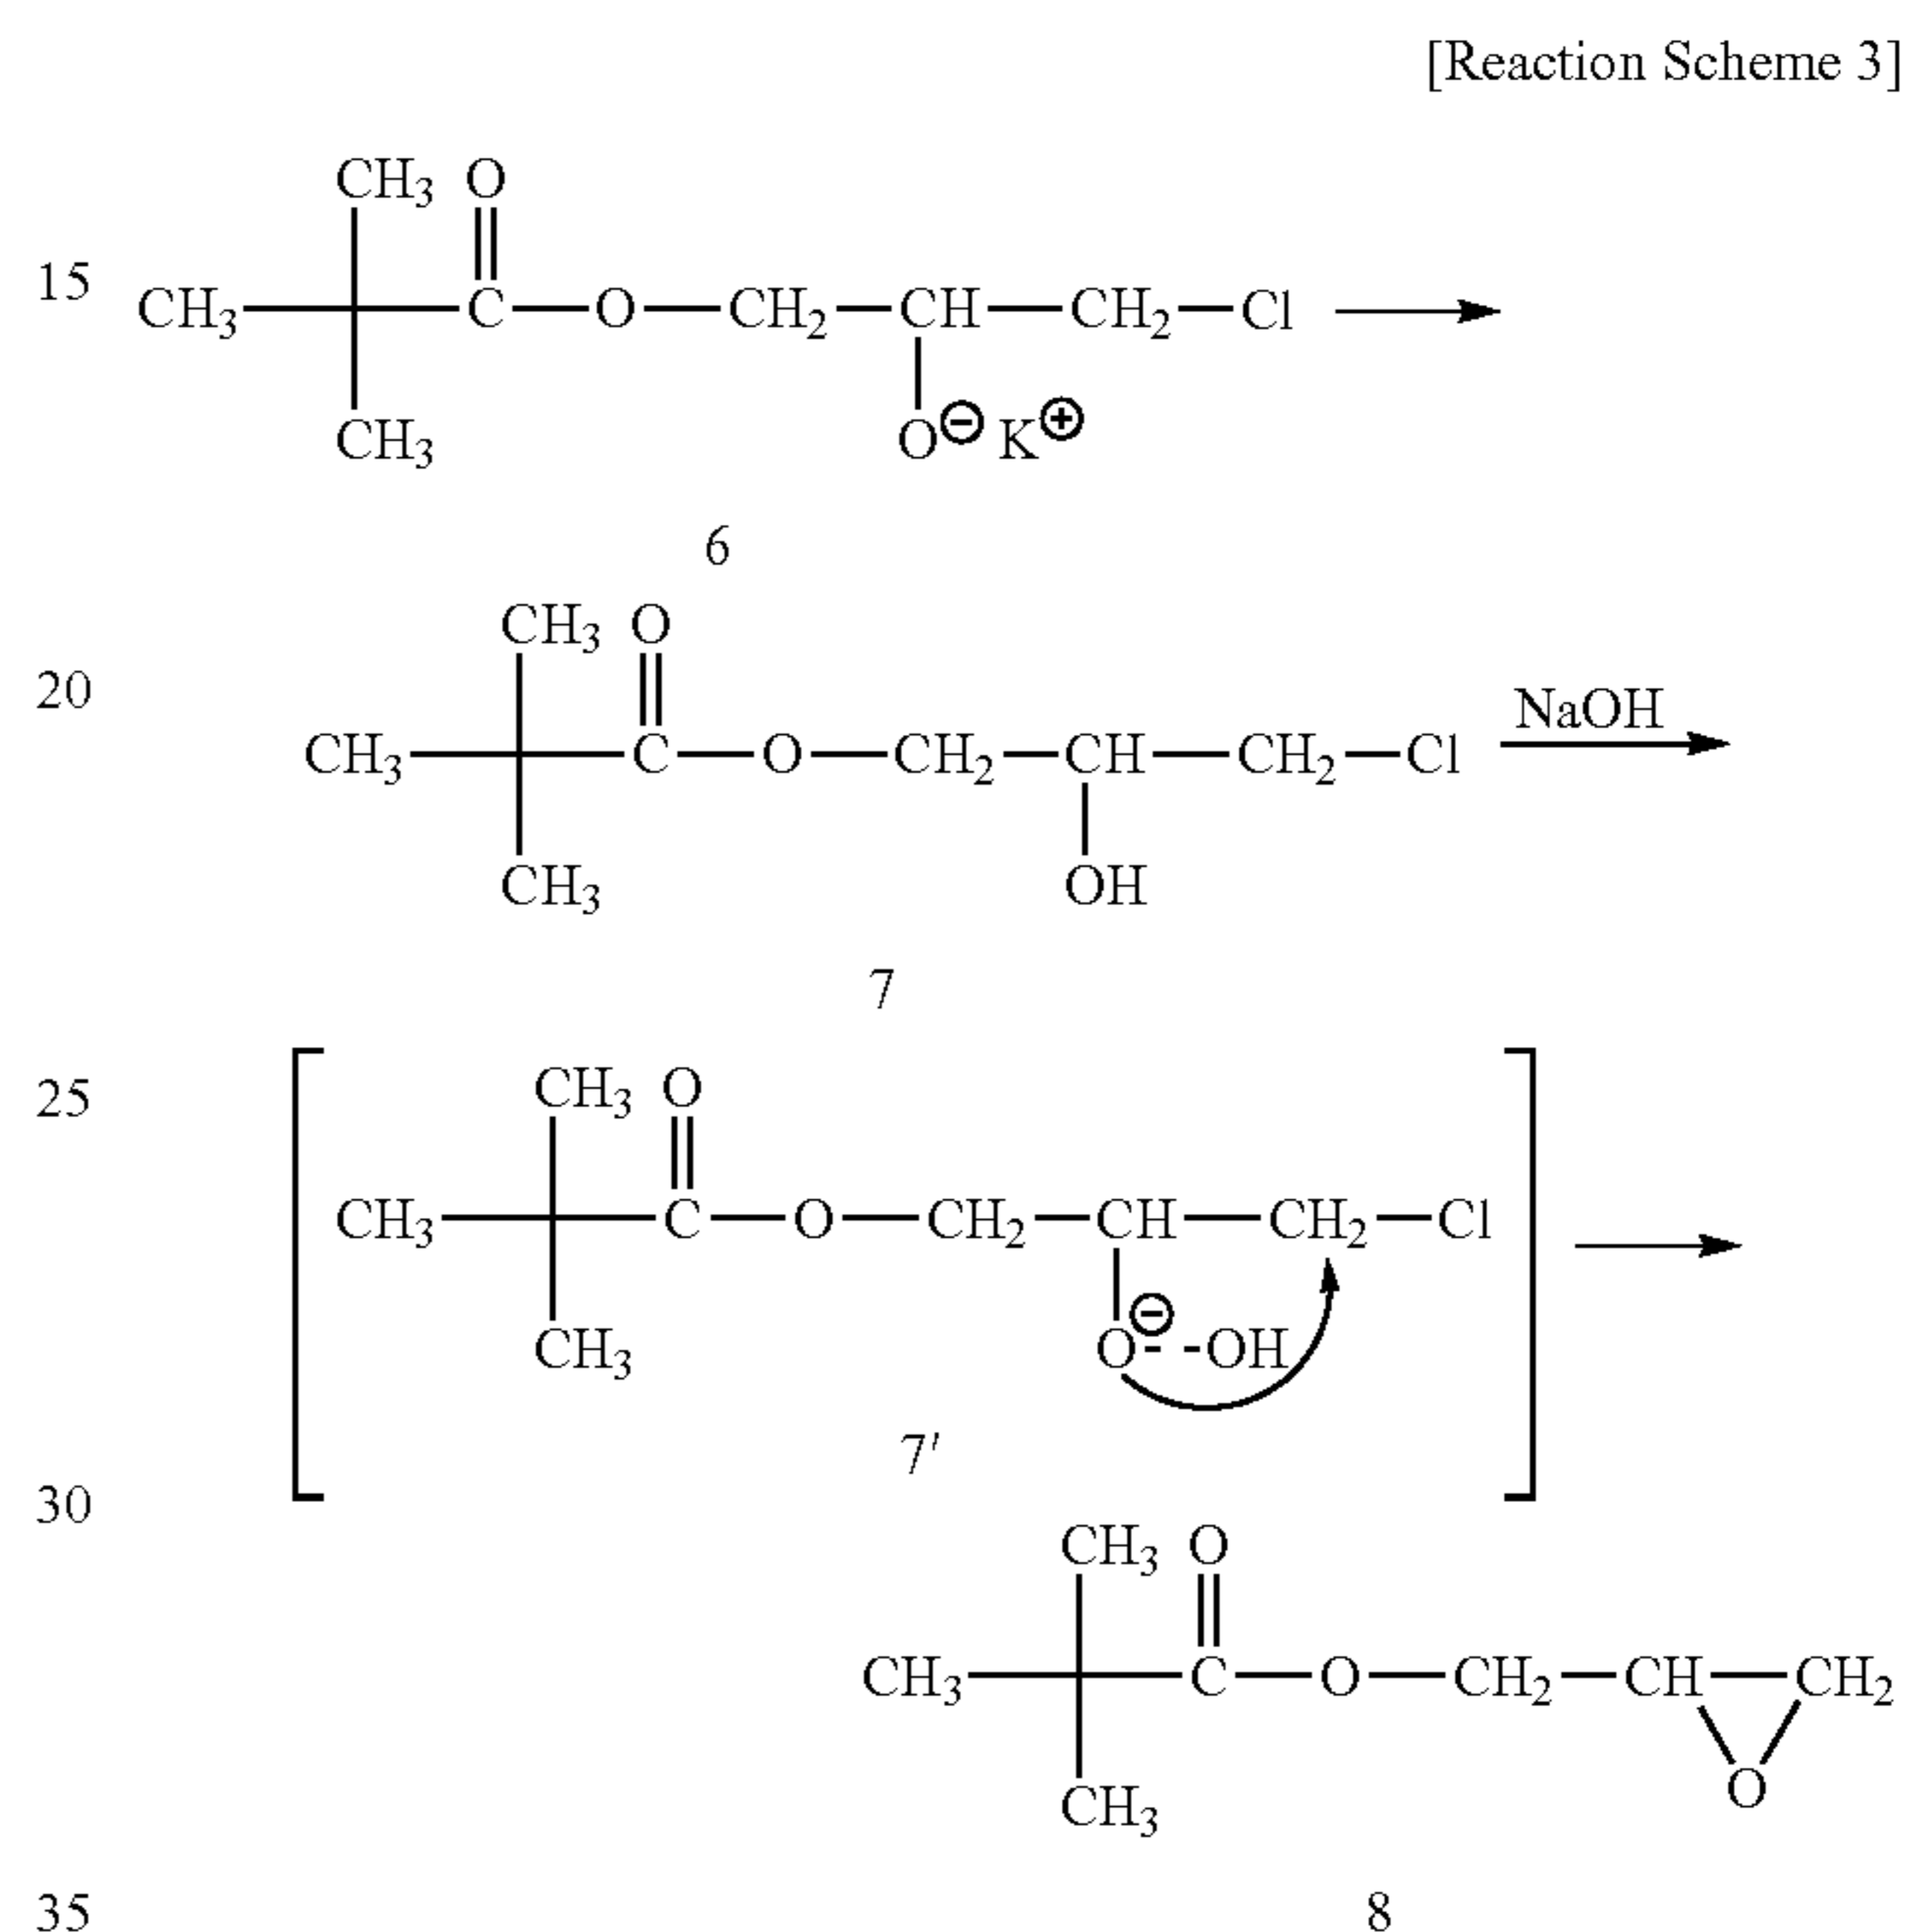 [Reaction Scheme 3]
CH3 O
15 CH3 C O CH2 CH CH2 Cl
CH3 O⊖ K⊕
6
CH3 O
20
CH3 C O CH2 CH CH2 Cl NaOH
CH3 OH
7
25 CH3 O
CH3 C O CH2 CH CH2 Cl
⊖
CH3 O- -OH
7′
30
CH3 O
CH3 C O CH2 CH CH2
CH3 O
35 8